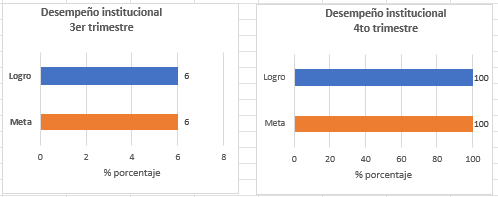 Desempeño institucional
3er trimestre
Logro
6
Meta
6
0 2 4 6 8
% porcentaje
Desempeño institucional
4to trimestre
Logro
100
Meta
100
0 20 40 60 80 100
% porcentaje